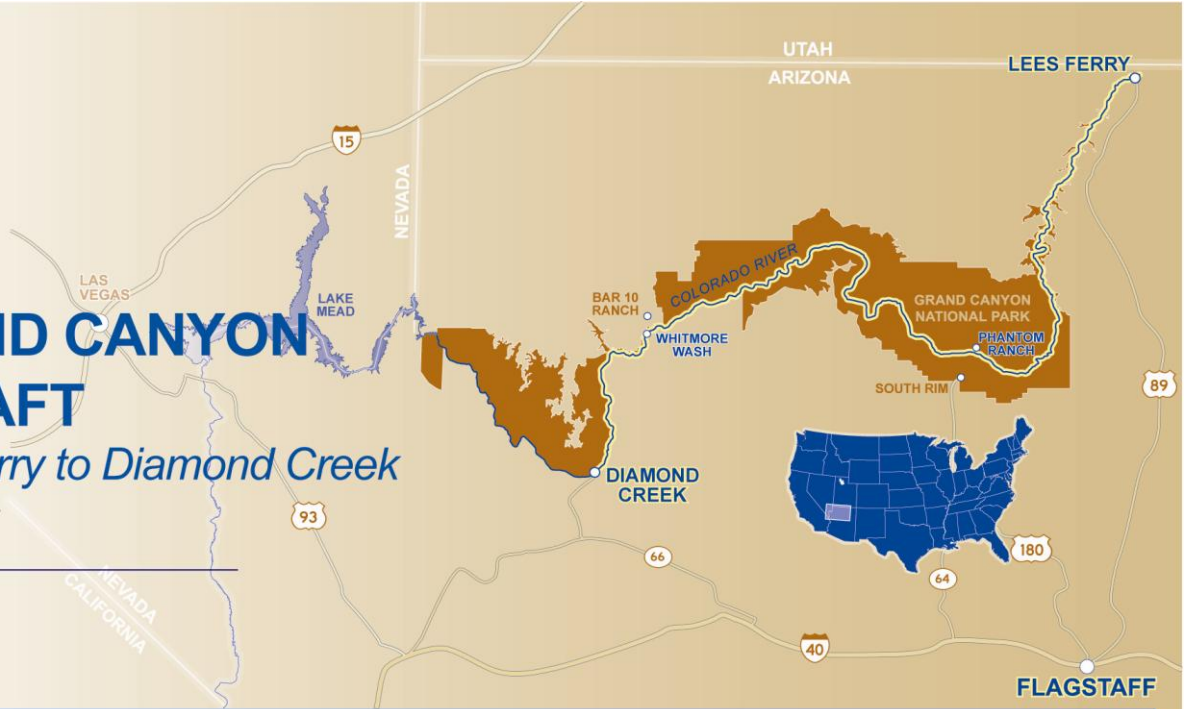 UTAH
ARIZONA
LEES FERRY
15
NEVADA
LAS
VEGAS
LAKE
MEAD
BAR 10
RANCH
COLORADO RIVER
WHITMORE
WASH
GRAND CANYON
NATIONAL PARK
PHANTOM
RANCH
SOUTH RIM
89
ND CANYON
AFT
rry to Diamond Creek
DIAMOND
CREEK
93
66
180
64
NEVADA
CALIFORNIA
40
FLAGSTAFF